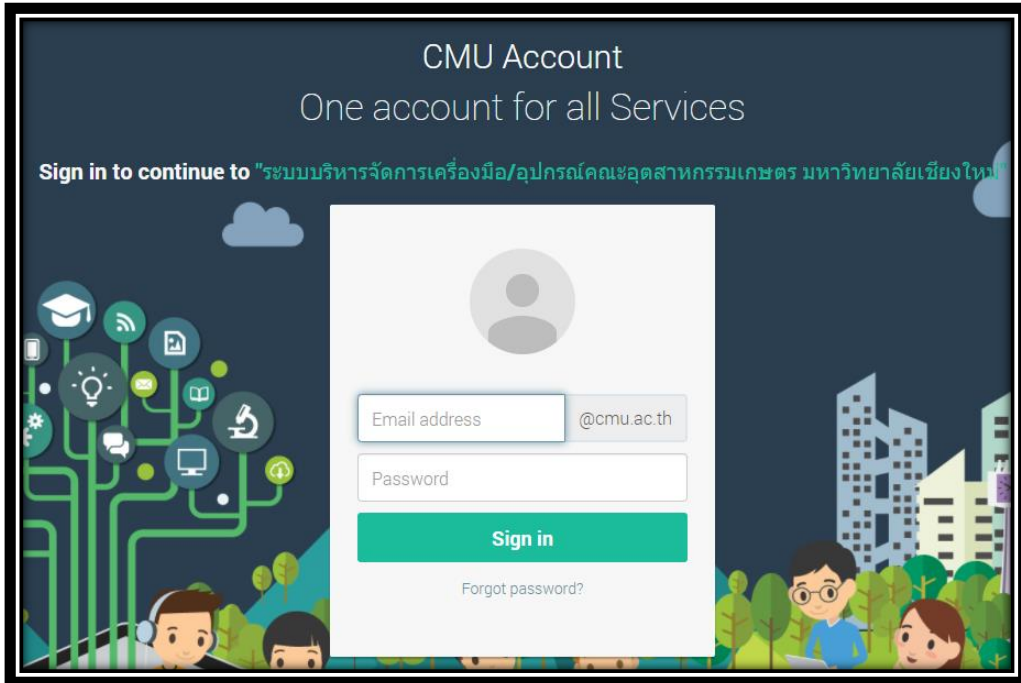 CMU Account
One account for all Services
Sign in to continue to "ระบบบริหารจัดการเครื่องมือ/อุปกรณ์คณะอุตสาหกรรมเกษตร มหาวิทยาลัยเชียงใหม่"
Email address @cmu.ac.th
Password
Sign in
Forgot password?